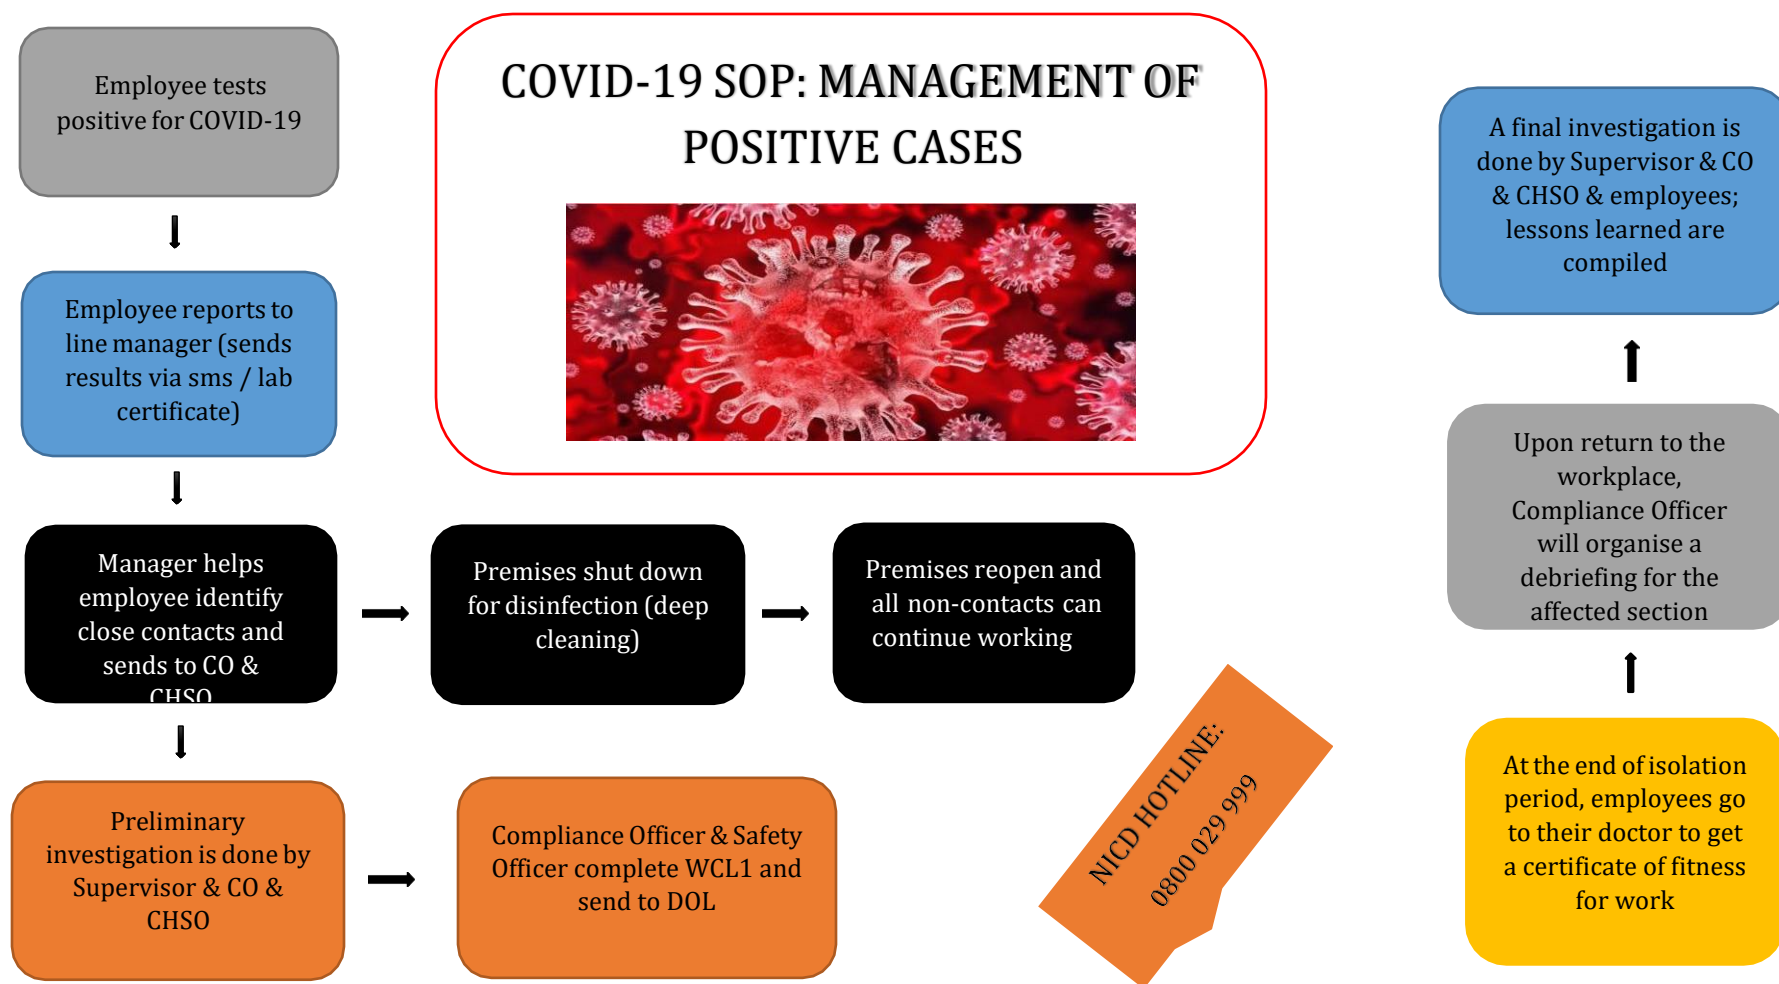 Employee tests
positive for COVID-19
COVID-19 SOP: MANAGEMENT OF
POSITIVE CASES
Employee reports to
line manager (sends
results via sms / lab
certificate)
Manager helps
employee identify
close contacts and
sends to CO &
CHSO
Premises shut down
for disinfection (deep
cleaning)
Premises reopen and
all non-contacts can
continue working
Preliminary
investigation is done by
Supervisor & CO &
CHSO
Compliance Officer & Safety
Officer complete WCL1 and
send to DOL
NICD HOTLINE:
0800 029 999
At the end of isolation
period, employees go
to their doctor to get
a certificate of fitness
for work
Upon return to the
workplace,
Compliance Officer
will organise a
debriefing for the
affected section
A final investigation is
done by Supervisor & CO
& CHSO & employees;
lessons learned are
compiled